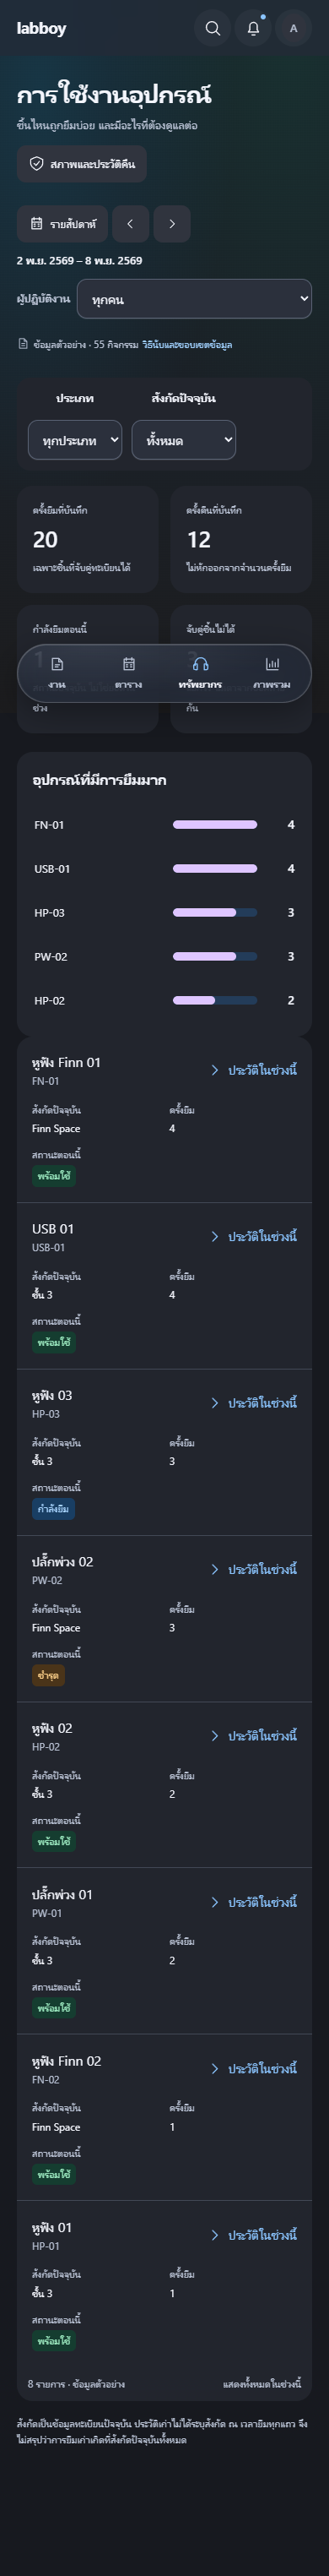 labboy
A
การใช้งานอุปกรณ์
ชิ้นไหนถูกยืมบ่อย และมีอะไรที่ต้องดูแลต่อ
สภาพและประวัติคืน
รายสัปดาห์
2 พ.ย. 2569 – 8 พ.ย. 2569
ผู้ปฏิบัติงาน ทุกคน
ข้อมูลตัวอย่าง · 55 กิจกรรม วิธีนับและขอบเขตข้อมูล
ประเภท สังกัดปัจจุบัน
ทุกประเภท ทั้งหมด
ครั้งยืมที่บันทึก
20
เฉพาะชิ้นที่จับคู่ทะเบียนได้
ครั้งคืนที่บันทึก
12
ไม่หักออกจากจำนวนครั้งยืม
กำลังยืมตอนนี้
1
ช่วง
จับคู่ชิ้นไม่ได้
กัน
งาน ตาราง ทรัพยากร ภาพรวม
อุปกรณ์ที่มีการยืมมาก
FN-01 4
USB-01 4
HP-03 3
PW-02 3
HP-02 2
หูฟัง Finn 01 ประวัติในช่วงนี้
FN-01
สังกัดปัจจุบัน ครั้งยืม
Finn Space 4
สถานะตอนนี้
พร้อมใช้
USB 01 ประวัติในช่วงนี้
USB-01
สังกัดปัจจุบัน ครั้งยืม
ชั้น 3 4
สถานะตอนนี้
พร้อมใช้
หูฟัง 03 ประวัติในช่วงนี้
HP-03
สังกัดปัจจุบัน ครั้งยืม
ชั้น 3 3
สถานะตอนนี้
กำลังยืม
ปลั๊กพ่วง 02 ประวัติในช่วงนี้
PW-02
สังกัดปัจจุบัน ครั้งยืม
Finn Space 3
สถานะตอนนี้
ชำรุด
หูฟัง 02 ประวัติในช่วงนี้
HP-02
สังกัดปัจจุบัน ครั้งยืม
ชั้น 3 2
สถานะตอนนี้
พร้อมใช้
ปลั๊กพ่วง 01 ประวัติในช่วงนี้
PW-01
สังกัดปัจจุบัน ครั้งยืม
ชั้น 3 2
สถานะตอนนี้
พร้อมใช้
หูฟัง Finn 02 ประวัติในช่วงนี้
FN-02
สังกัดปัจจุบัน ครั้งยืม
Finn Space 1
สถานะตอนนี้
พร้อมใช้
หูฟัง 01 ประวัติในช่วงนี้
HP-01
สังกัดปัจจุบัน ครั้งยืม
ชั้น 3 1
สถานะตอนนี้
พร้อมใช้
8 รายการ · ข้อมูลตัวอย่าง แสดงทั้งหมดในช่วงนี้
สังกัดเป็นข้อมูลทะเบียนปัจจุบัน ประวัติเก่าไม่ได้ระบุสังกัด ณ เวลายืมทุกแถว จึง
ไม่สรุปว่าการยืมเก่าเกิดที่สังกัดปัจจุบันทั้งหมด